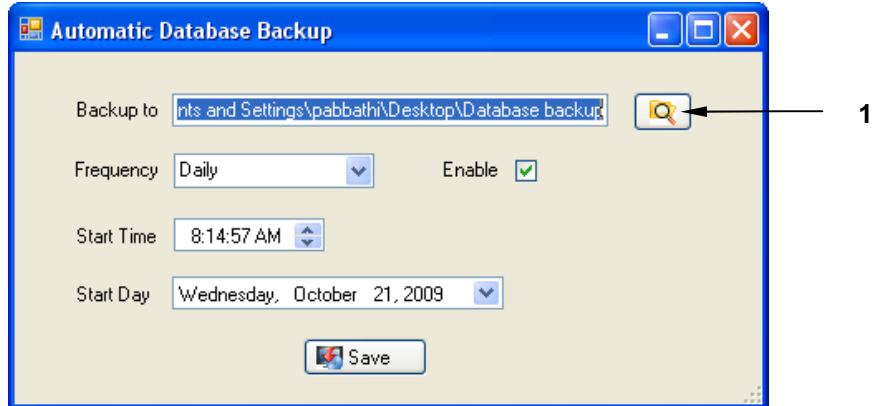 Automatic Database Backup
Backup to nts and Settings\pabbathi\Desktop\Database backup
1
Frequency Daily Enable
Start Time 8:14:57 AM
Start Day Wednesday, October 21, 2009
Save